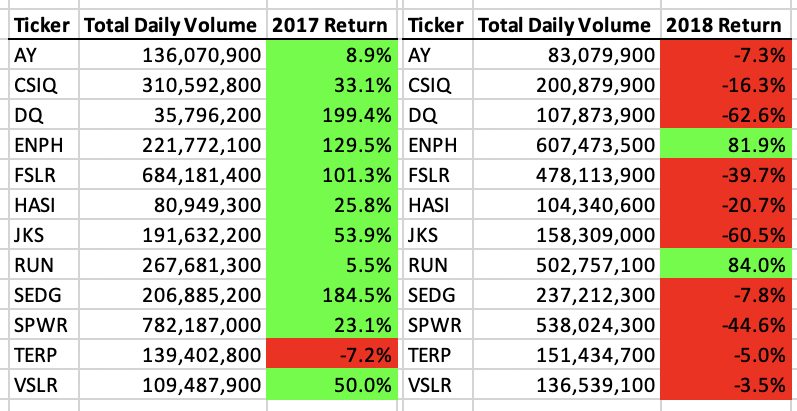 Ticker Total Daily Volume 2017 Return Ticker Total Daily Volume 2018 Return
AY 136,070,900 8.9% AY 83,079,900 -7.3%
CSIQ 310,592,800 33.1% CSIQ 200,879,900 -16.3%
DQ 35,796,200 199.4% DQ 107,873,900 -62.6%
ENPH 221,772,100 129.5% ENPH 607,473,500 81.9%
FSLR 684,181,400 101.3% FSLR 478,113,900 -39.7%
HASI 80,949,300 25.8% HASI 104,340,600 -20.7%
JKS 191,632,200 53.9% JKS 158,309,000 -60.5%
RUN 267,681,300 5.5% RUN 502,757,100 84.0%
SEDG 206,885,200 184.5% SEDG 237,212,300 -7.8%
SPWR 782,187,000 23.1% SPWR 538,024,300 -44.6%
TERP 139,402,800 -7.2% TERP 151,434,700 -5.0%
VSLR 109,487,900 50.0% VSLR 136,539,100 -3.5%